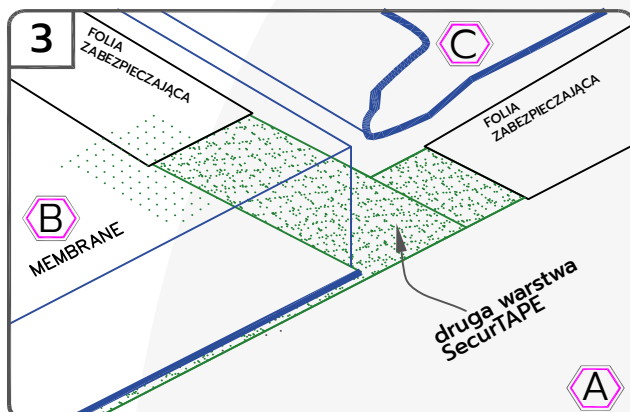 3
FOLIA
ZABEZPIECZAJĄCA
C
FOLIA
ZABEZPIECZAJĄCA
B
MEMBRANE
druga warstwa
SecurTAPE
A